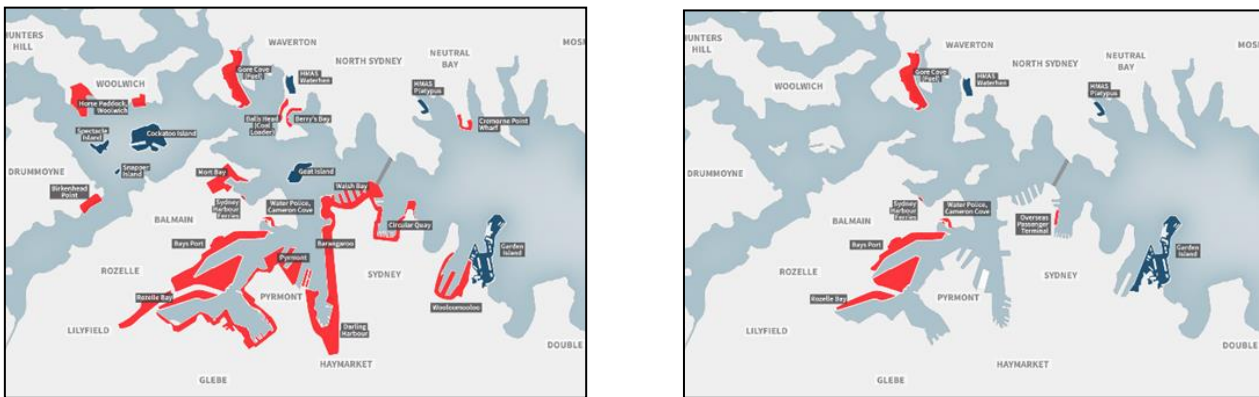 HUNTERS
HILL
WAVERTON
NORTH SYDNEY
NEUTRAL
BAY
MOS
WOOLWICH
Gore Cove
(Fuel)
HMAS
Waterhen
HMAS
Platypus
Horse Paddock,
Woolwich
Balls Head
(Coal
Loader)
Berry's Bay
Cremorne Point
Wharf
Spectacle
Island
Cockatoo Island
Snapper
Island
DRUMMOYNE
Birkenhead
Point
Mort Bay
Goat Island
Walsh Bay
Sydney
Harbour
Ferries
Water Police,
Cameron Cove
Circular Quay
BALMAIN
Bays Port
Barangaroo
Garden
Island
ROZELLE
Pyrmont
SYDNEY
Rozelle Bay
PYRMONT
Woolloomooloo
LILYFIELD
Darling
Harbour
DOUBLE
HAYMARKET
GLEBE
HUNTERS
HILL
WAVERTON
NORTH SYDNEY
NEUTRAL
BAY
MOS
WOOLWICH
Gore Cove
(Fuel)
HMAS
Waterhen
HMAS
Platypus
DRUMMOYNE
Sydney
Harbour
Ferries
Water Police,
Cameron Cove
Overseas
Passenger
Terminal
BALMAIN
Bays Port
Garden
Island
ROZELLE
SYDNEY
Rozelle Bay
PYRMONT
LILYFIELD
DOUBLE
HAYMARKET
GLEBE